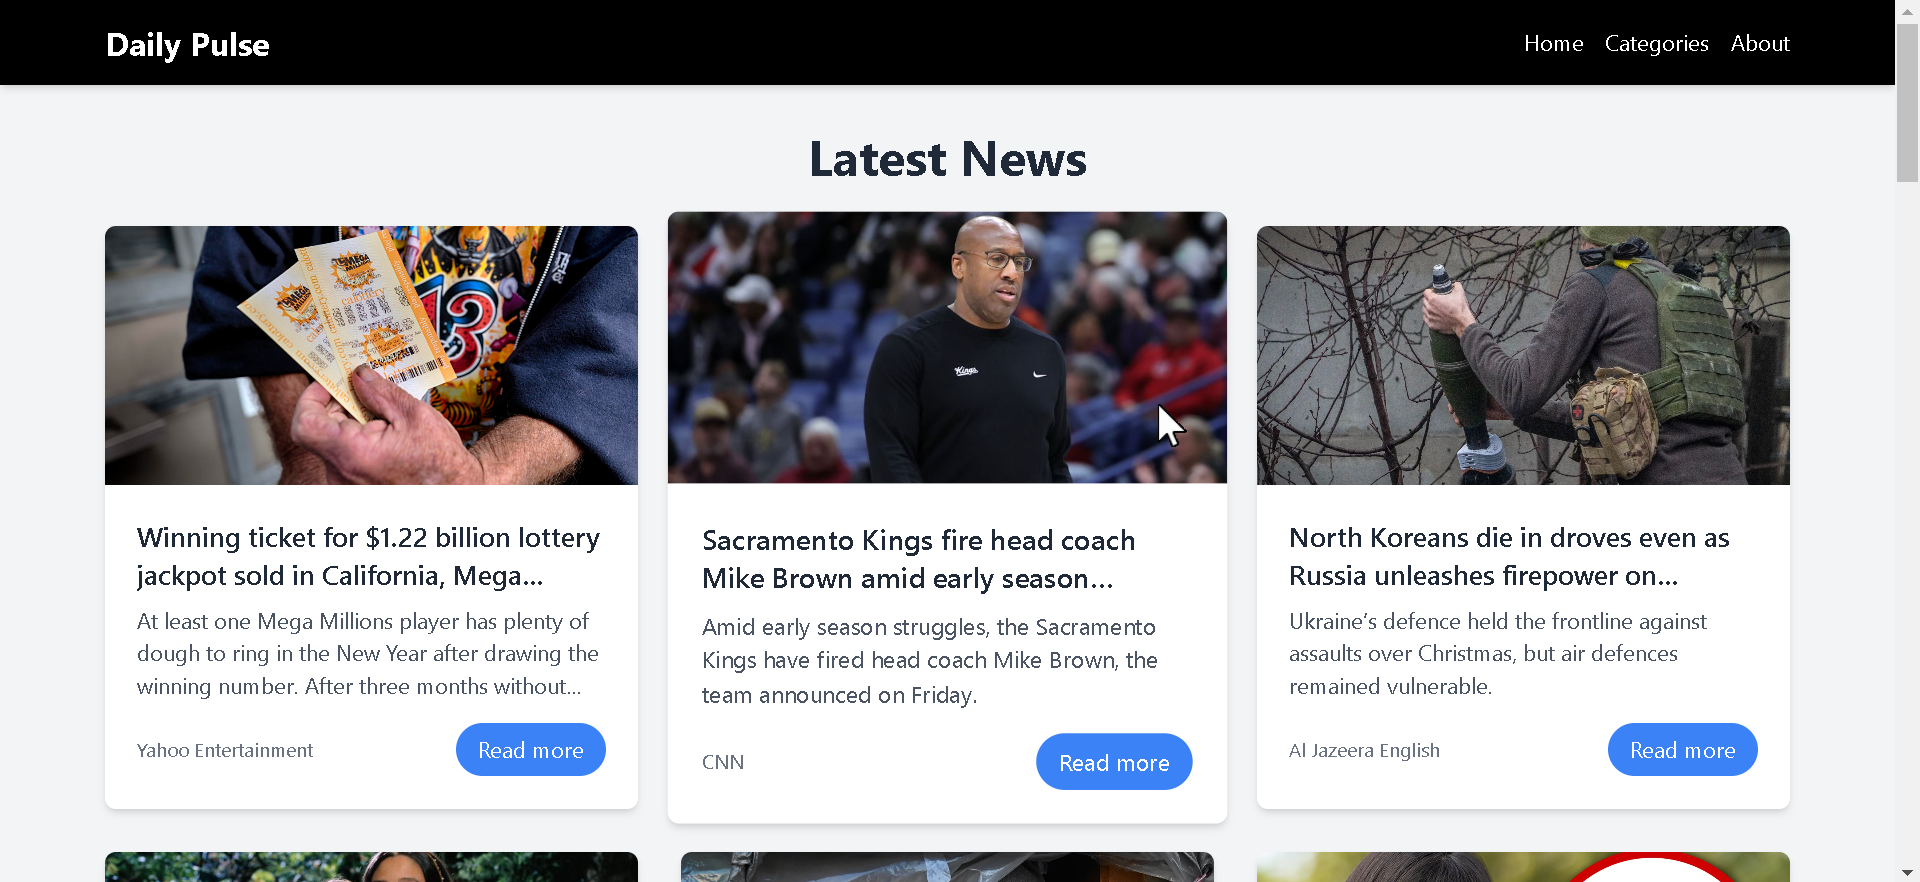 Daily Pulse
Home Categories About
Latest News
MEGA
MEGA
13
Kings
Winning ticket for $1.22 billion lottery
jackpot sold in California, Mega...
At least one Mega Millions player has plenty of
dough to ring in the New Year after drawing the
winning number. After three months without...
Yahoo Entertainment
Read more
Sacramento Kings fire head coach
Mike Brown amid early season...
Amid early season struggles, the Sacramento
Kings have fired head coach Mike Brown, the
team announced on Friday.
CNN
Read more
North Koreans die in droves even as
Russia unleashes firepower on...
Ukraine’s defence held the frontline against
assaults over Christmas, but air defences
remained vulnerable.
Al Jazeera English
Read more